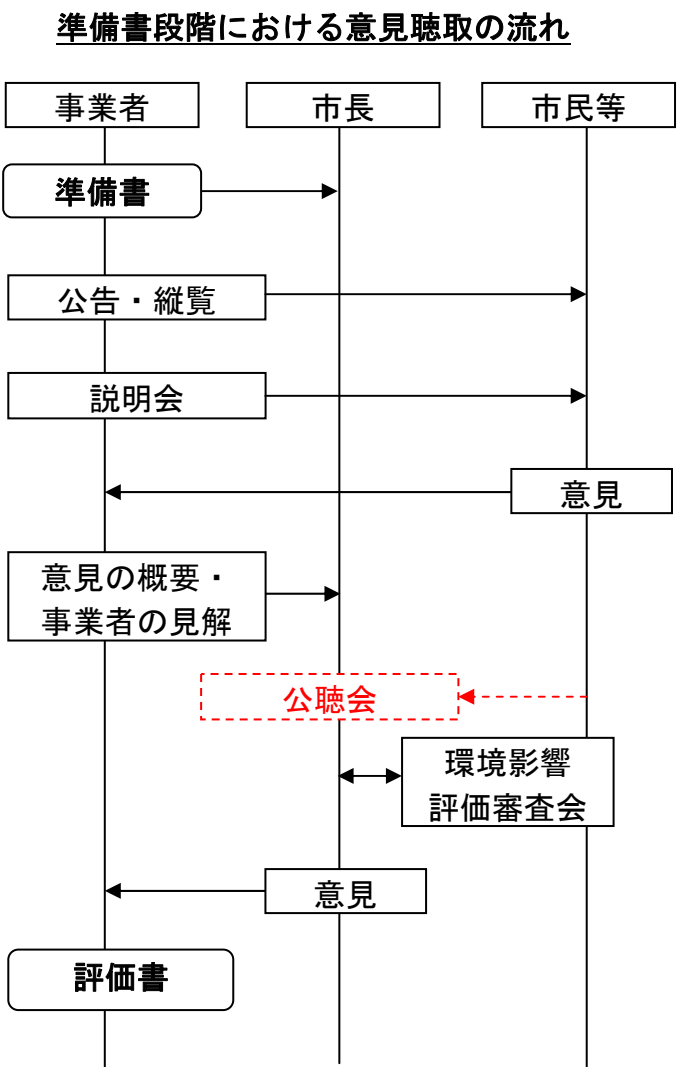 準備書段階における意見聴取の流れ
事業者
市長
市民等
準備書
公告・縦覧
説明会
意見
意見の概要・
事業者の見解
公聴会
環境影響
評価審査会
意見
評価書